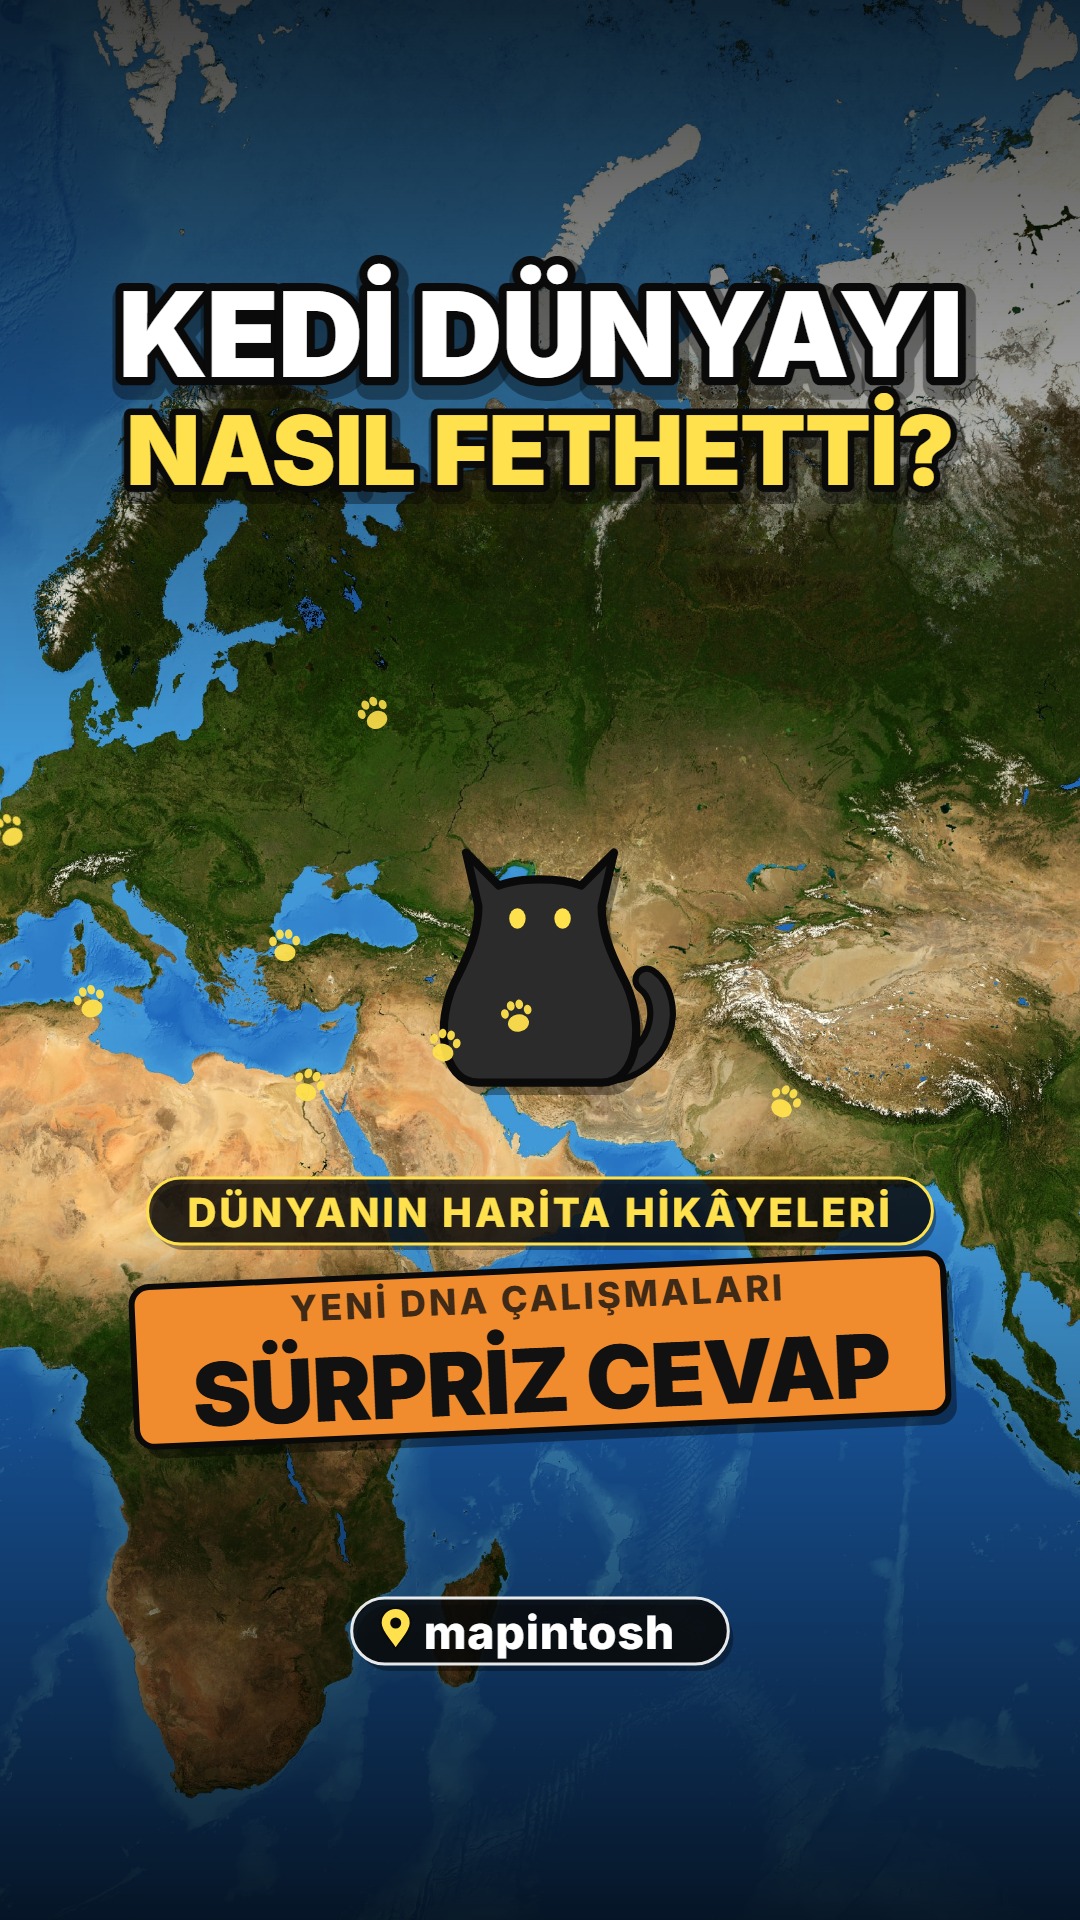 KEDİ DÜNYAYI
NASIL FETHETTİ?
DÜNYANIN HARİTA HİKÂYELERİ
YENİ DNA ÇALIŞMALARI
SÜRPRİZ CEVAP
mapintosh